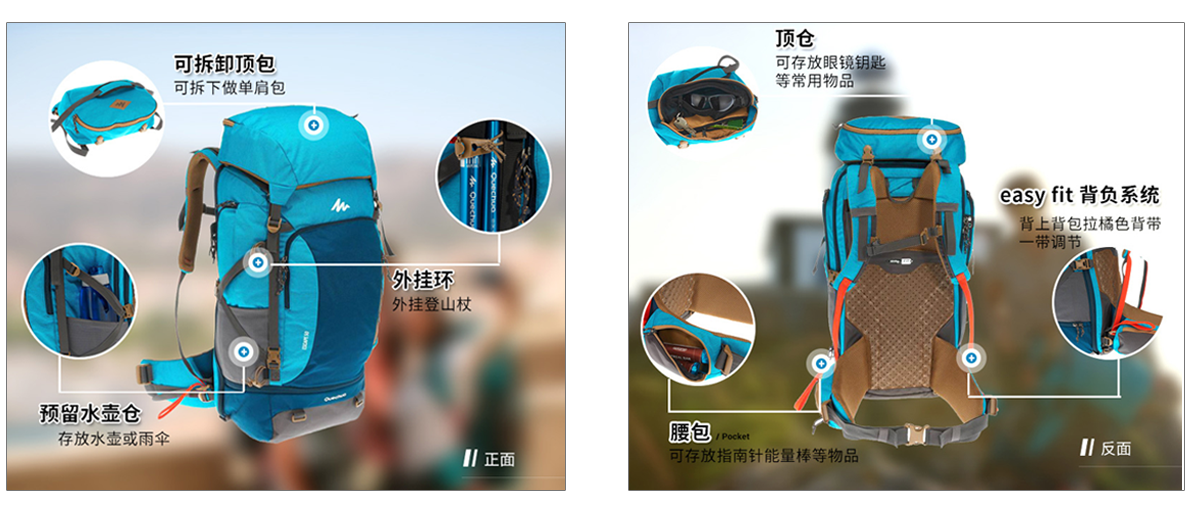 可拆卸顶包
可拆下做单肩包
外挂环
外挂登山杖
预留水壶仓
存放水壶或雨伞
Quechua
Quechua
Quechua
正面
顶仓
可存放眼镜钥匙
等常用物品
easy fit 背负系统
背上背包拉橘色背带
一带调节
腰包 / Pocket
可存放指南针能量棒等物品
反面